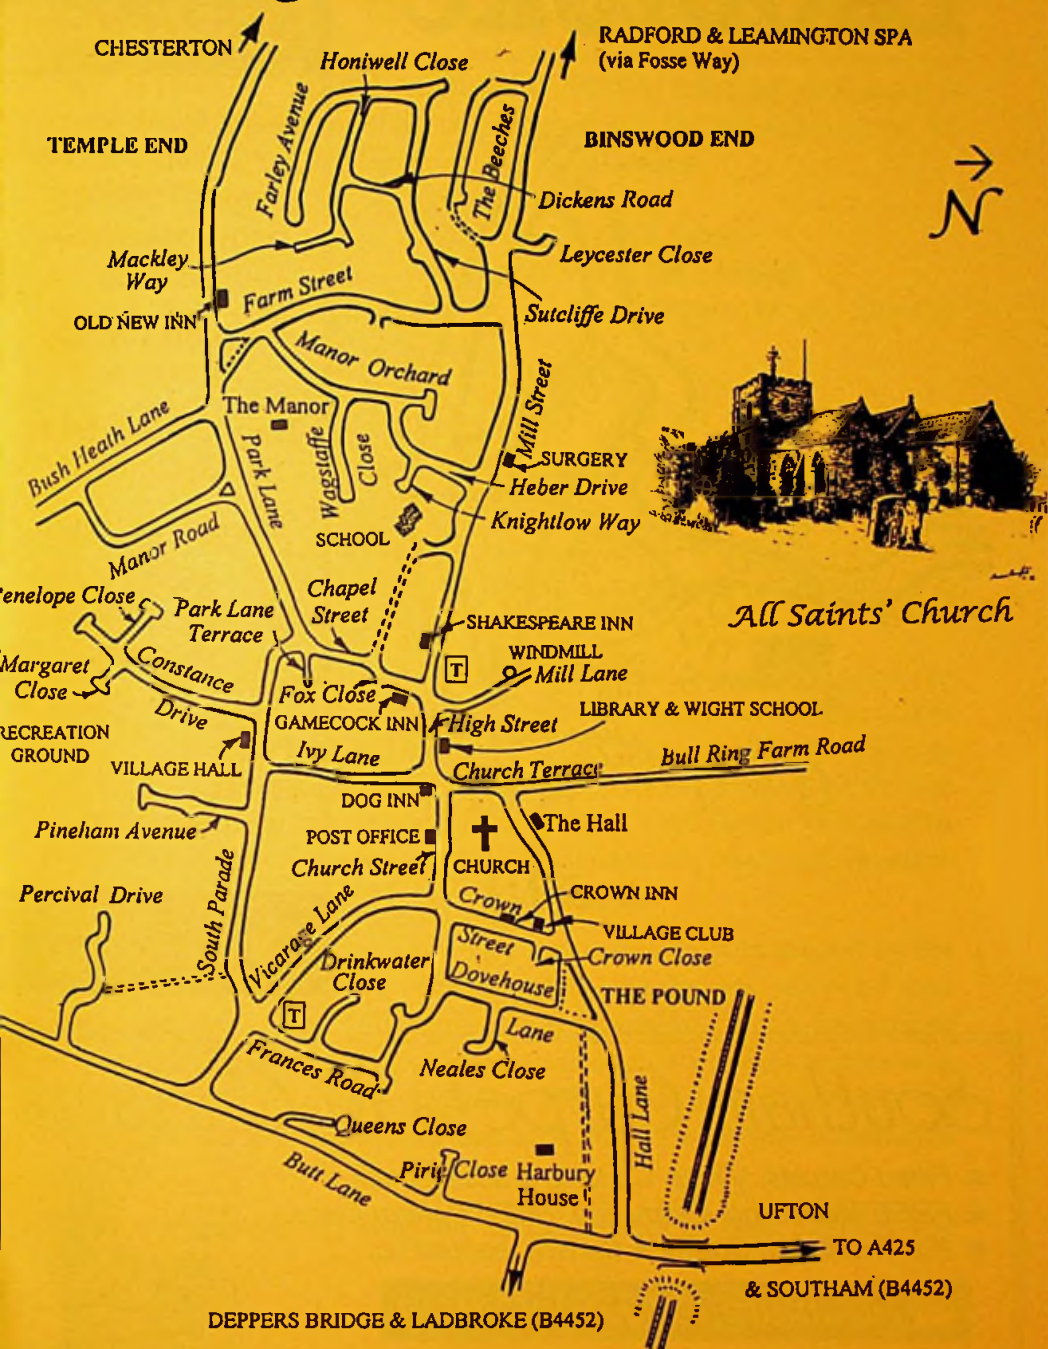 CHESTERTON
Honiwell Close
RADFORD & LEAMINGTON SPA
(via Fosse Way)
TEMPLE END
Farley Avenue
The Beeches
BINSWOOD END
N
Dickens Road
Mackley
Way
Leycester Close
Farm Street
OLD NEW INN
Sutcliffe Drive
Manor Orchard
Mill Street
Bush Heath Lane
The Manor
Park Lane
Wagstaffe
Close
SURGERY
Heber Drive
Knightlow Way
Manor Road
SCHOOL
enelope Close
Park Lane
Terrace
Chapel
Street
SHAKESPEARE INN
All Saints' Church
WINDMILL
T
Mill Lane
Margaret
Close
Constance
Drive
Fox Close
GAMECOCK INN
High Street
LIBRARY & WIGHT SCHOOL
RECREATION
GROUND
VILLAGE HALL
Ivy Lane
Church Terrace
Bull Ring Farm Road
DOG INN
Pineham Avenue
POST OFFICE
The Hall
Church Street
CHURCH
Percival Drive
South Parade
Vicarage Lane
Crown
Street
CROWN INN
VILLAGE CLUB
Crown Close
Drinkwater
Close
Dovehouse
Lane
THE POUND
T
Frances Road
Neales Close
Queens Close
Hall Lane
Butt Lane
Pirie Close
Harbury
House
UFTON
TO A425
& SOUTHAM (B4452)
DEPPERS BRIDGE & LADBROKE (B4452)